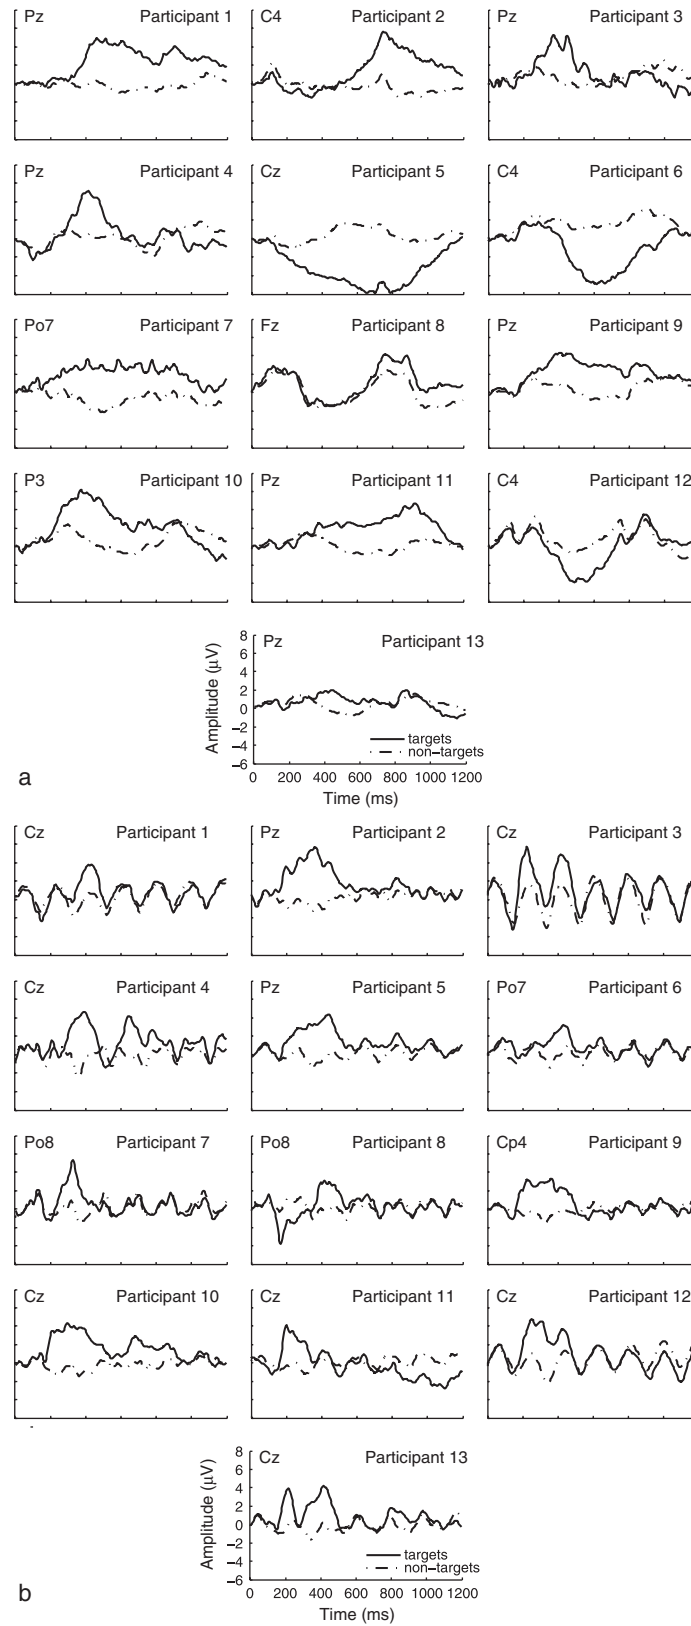 Pz Participant 1
C4 Participant 2
Pz Participant 3
Pz Participant 4
Cz Participant 5
C4 Participant 6
Po7 Participant 7
Fz Participant 8
Pz Participant 9
P3 Participant 10
Pz Participant 11
C4 Participant 12
Pz Participant 13
Amplitude (μV)
8
6
4
2
0
−2
−4
−6
targets
non−targets
0 200 400 600 800 1000 1200
Time (ms)
a
Cz Participant 1
Pz Participant 2
Cz Participant 3
Cz Participant 4
Pz Participant 5
Po7 Participant 6
Po8 Participant 7
Po8 Participant 8
Cp4 Participant 9
Cz Participant 10
Cz Participant 11
Cz Participant 12
Cz Participant 13
Amplitude (μV)
8
6
4
2
0
−2
−4
−6
targets
non−targets
0 200 400 600 800 1000 1200
Time (ms)
b